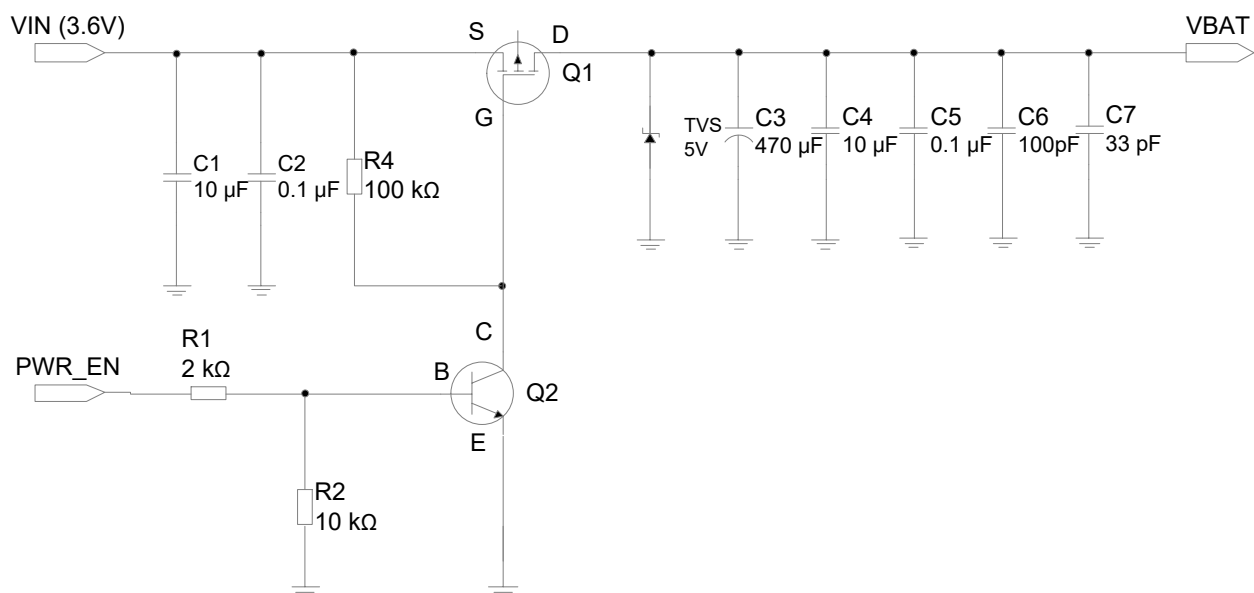 VIN (3.6V)
S
D
VBAT
Q1
G
C1
10 µF
C2
0.1 µF
R4
100 kΩ
TVS
5V
C3
470 µF
C4
10 µF
C5
0.1 µF
C6
100pF
C7
33 pF
C
R1
2 kΩ
PWR_EN
B
Q2
E
R2
10 kΩ